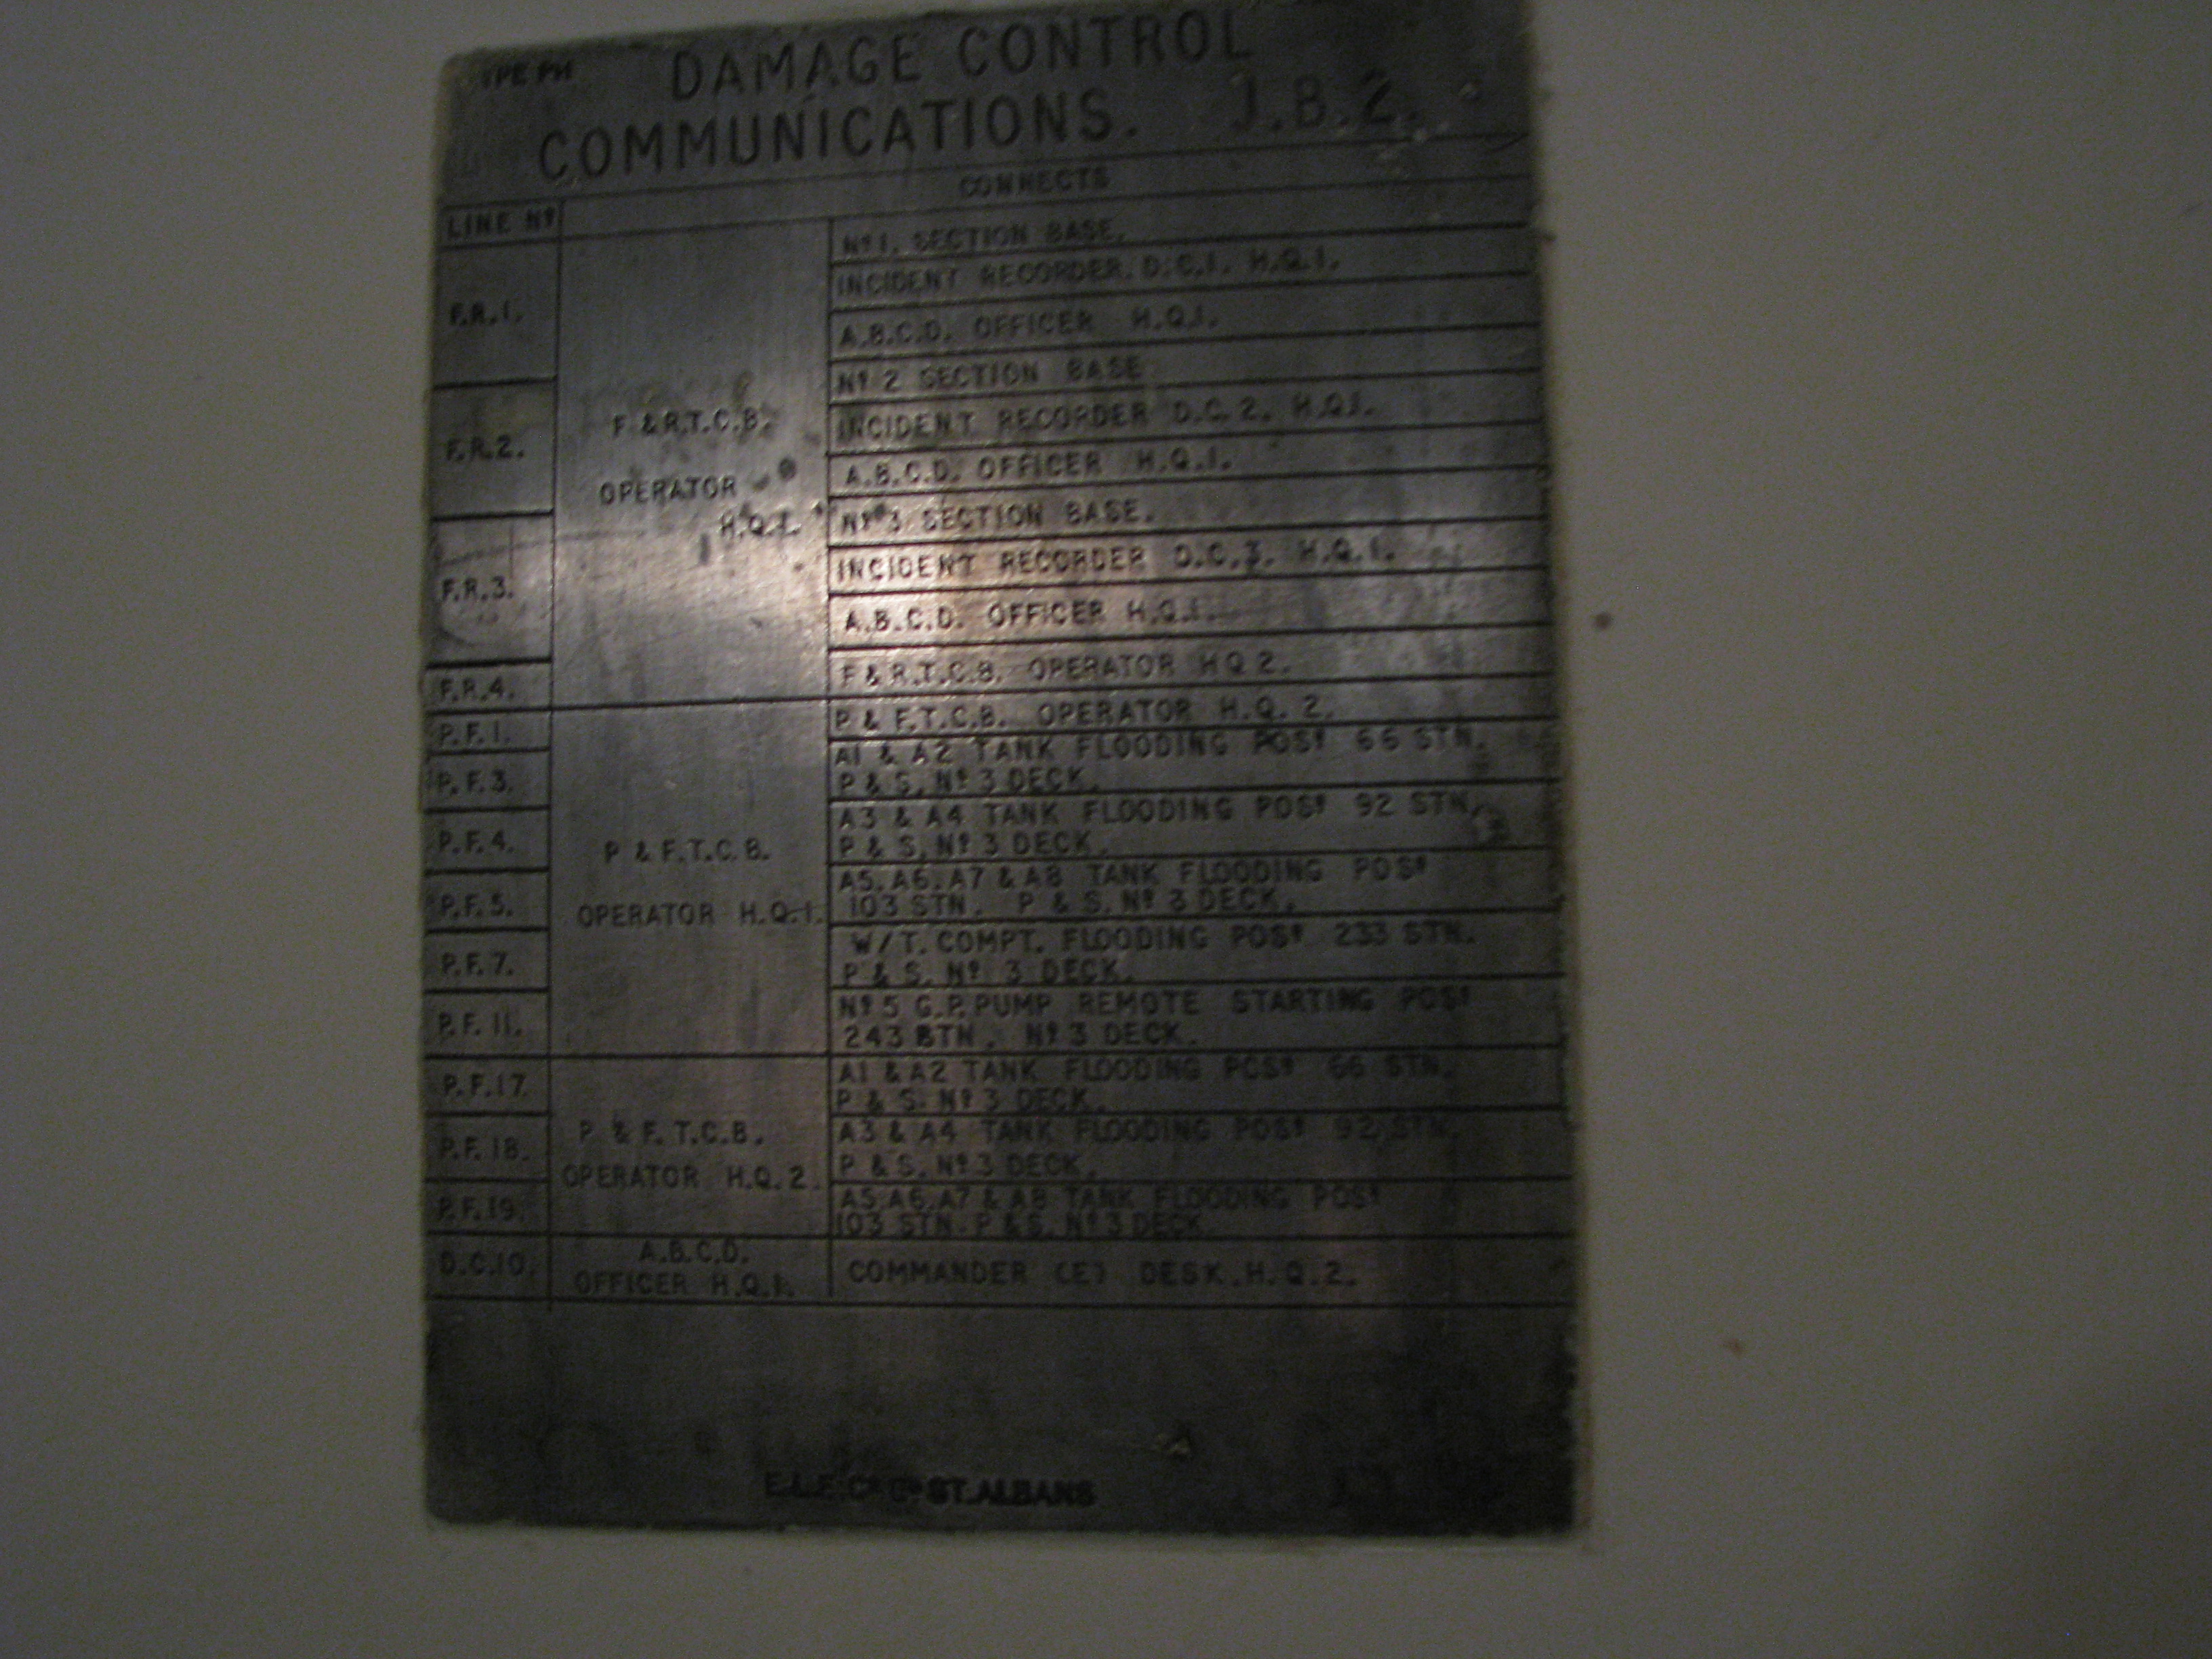 DAMAGE CONTROL
COMMUNICATIONS. J.B.2.
CONNECTS
LINE Nº
F.R.1.
F.R.2.
F.R.3.
F.R.4.
F & R.T.C.B.
OPERATOR
H.Q.1.
Nº 1. SECTION BASE.
INCIDENT RECORDER. D.C.1. H.Q.1.
A.B.C.D. OFFICER H.Q.1.
Nº 2 SECTION BASE
INCIDENT RECORDER D.C.2. H.Q.1.
A.B.C.D. OFFICER H.Q.1.
Nº 3 SECTION BASE.
INCIDENT RECORDER D.C.3. H.Q.1.
A.B.C.D. OFFICER H.Q.1.
F & R.T.C.B. OPERATOR HQ 2.
P.F.1.
P.F.3.
P.F.4.
P.F.5.
P.F.7.
P.F.11.
P & F.T.C.B.
OPERATOR H.Q.1.
P & F.T.C.B. OPERATOR H.Q.2.
A1 & A2 TANK FLOODING POSⁿ 66 STN.
P & S. Nº 3 DECK.
A3 & A4 TANK FLOODING POSⁿ 92 STN.
P & S. Nº 3 DECK.
A5, A6, A7 & A8 TANK FLOODING POSⁿ
103 STN. P & S. Nº 3 DECK.
W/T. COMPT. FLOODING POSⁿ 233 STN.
P & S. Nº 3 DECK.
Nº 5 G.P. PUMP REMOTE STARTING POSⁿ
243 STN. Nº 3 DECK.
P.F.17.
P.F.18.
P.F.19.
P & F.T.C.B.
OPERATOR H.Q.2.
A1 & A2 TANK FLOODING POSⁿ 66 STN.
P & S. Nº 3 DECK.
A3 & A4 TANK FLOODING POSⁿ 92 STN.
P & S. Nº 3 DECK.
A5, A6, A7 & A8 TANK FLOODING POSⁿ
103 STN. P & S. Nº 3 DECK.
D.C.10.
A.B.C.D.
OFFICER H.Q.1.
COMMANDER (E) DESK. H.Q.2.
ST. ALBANS